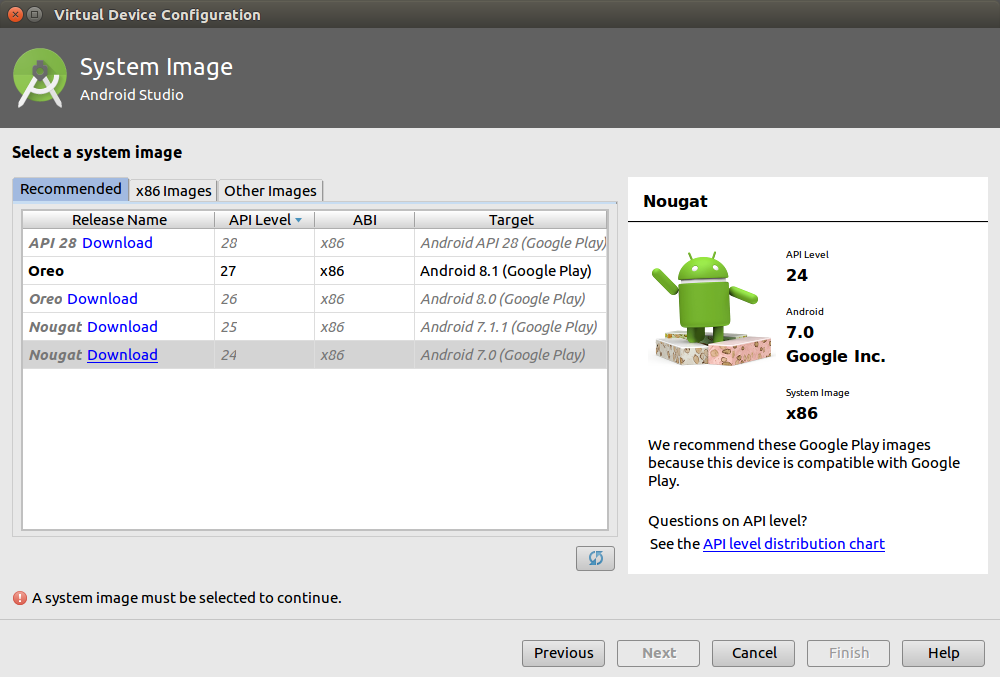 Virtual Device Configuration
System Image
Android Studio
Select a system image
Recommended x86 Images Other Images
Release Name API Level ABI Target
API 28 Download 28 x86 Android API 28 (Google Play)
Oreo 27 x86 Android 8.1 (Google Play)
Oreo Download 26 x86 Android 8.0 (Google Play)
Nougat Download 25 x86 Android 7.1.1 (Google Play)
Nougat Download 24 x86 Android 7.0 (Google Play)
Nougat
API Level
24
Android
7.0
Google Inc.
System Image
x86
We recommend these Google Play images
because this device is compatible with Google
Play.
Questions on API level?
See the API level distribution chart
A system image must be selected to continue.
Previous Next Cancel Finish Help